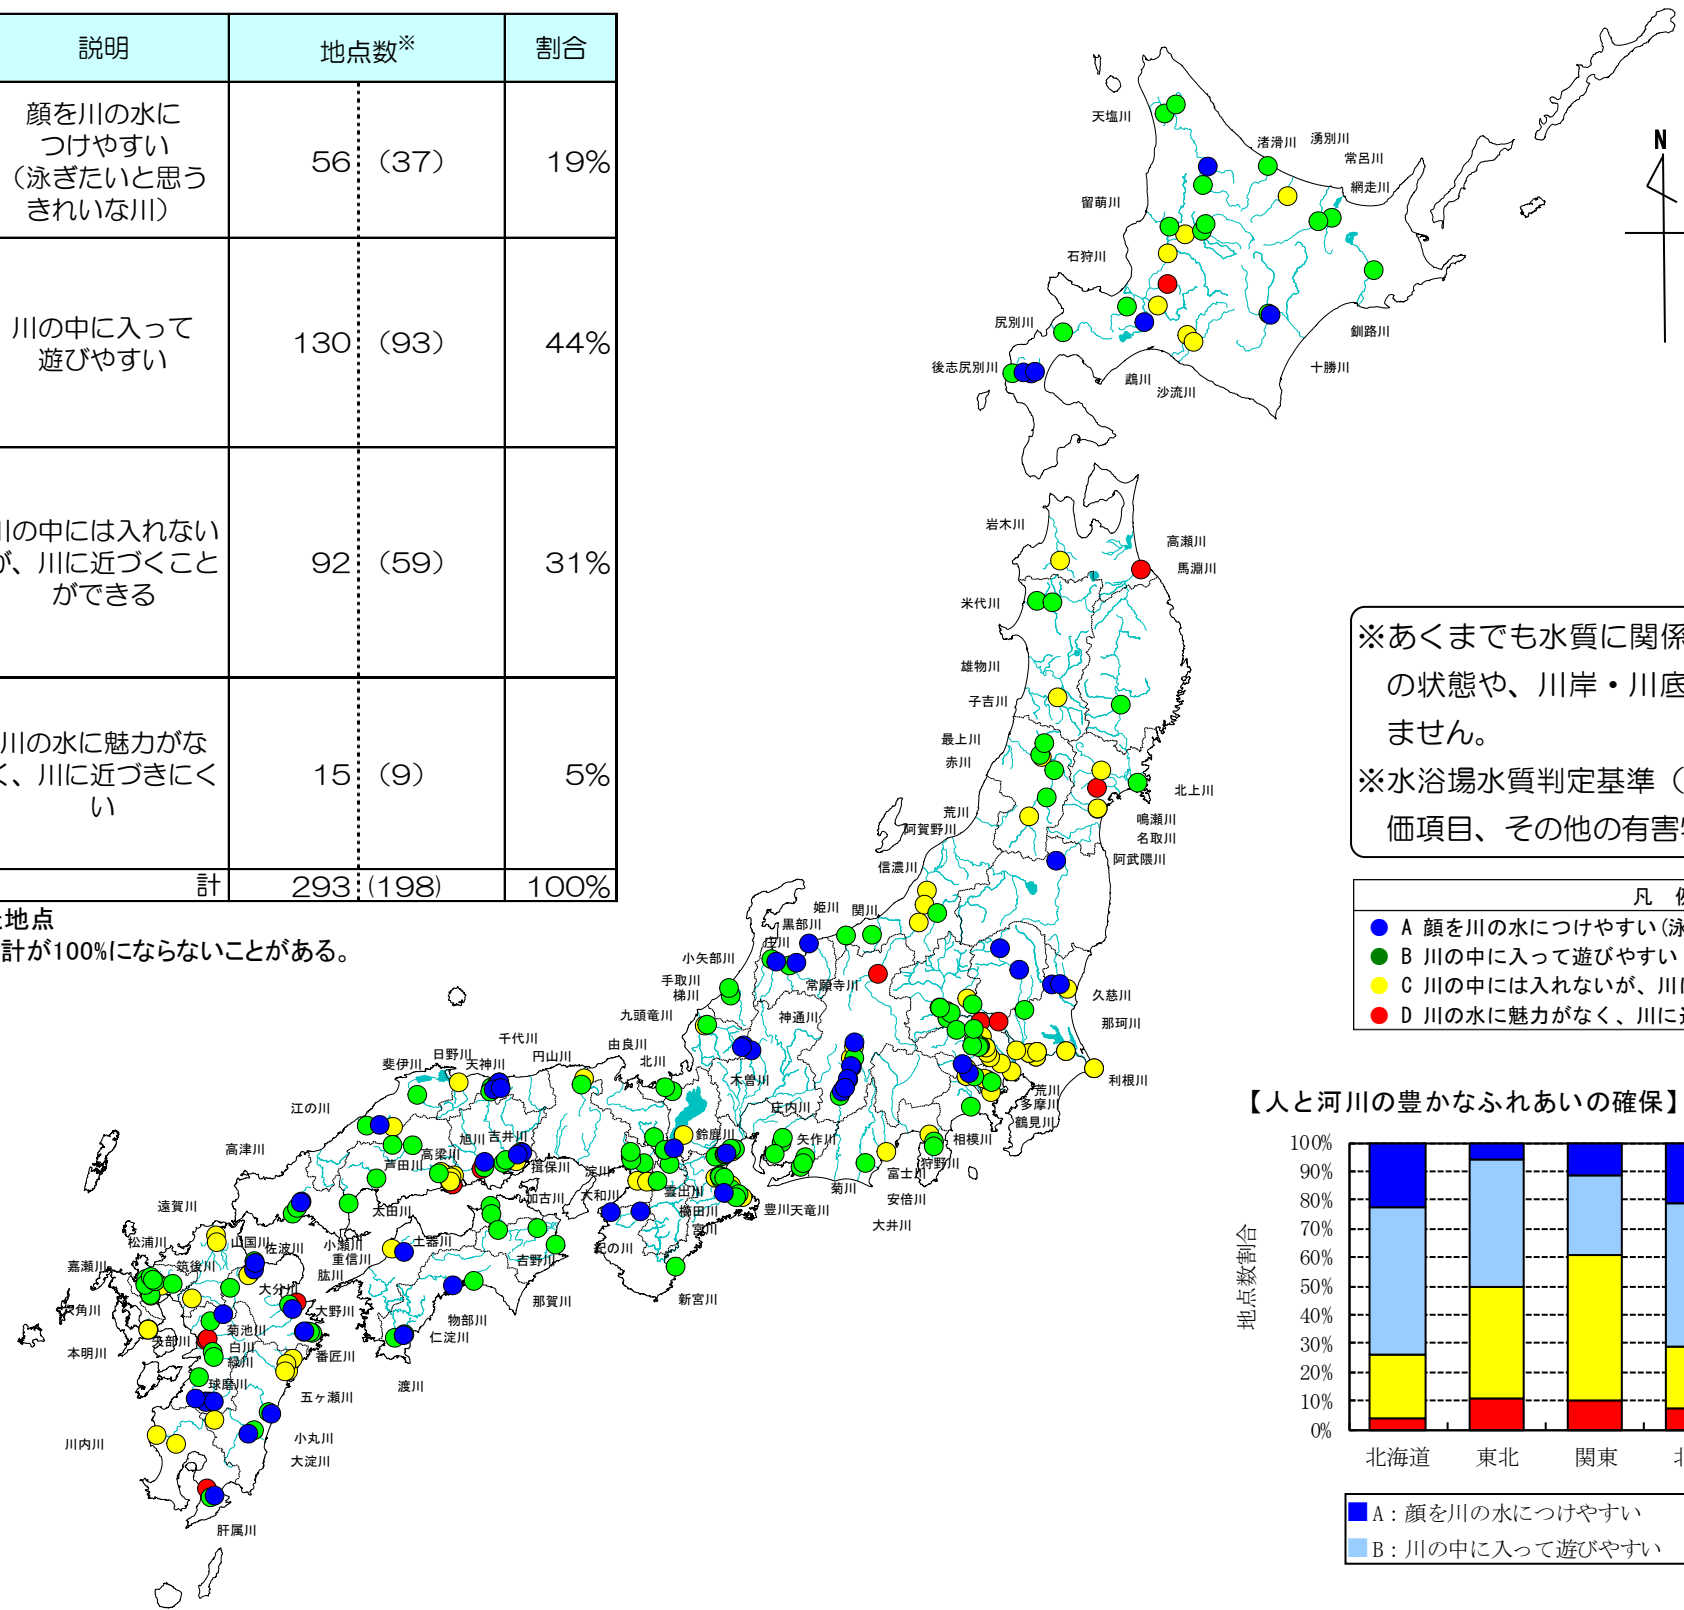 説明
地点数※
割合
顔を川の水に
つけやすい
（泳ぎたいと思う
きれいな川）
56 （37）
19%
川の中に入って
遊びやすい
130 （93）
44%
川の中には入れない
が、川に近づくこと
ができる
92 （59）
31%
川の水に魅力がな
く、川に近づきにく
い
15 （9）
5%
計
293 (198)
100%
地点
計が100%にならないことがある。
N
天塩川
渚滑川
湧別川
常呂川
網走川
留萌川
石狩川
尻別川
後志尻別川
鵡川
沙流川
十勝川
釧路川
岩木川
高瀬川
馬淵川
米代川
雄物川
子吉川
最上川
赤川
北上川
鳴瀬川
名取川
阿武隈川
荒川
阿賀野川
信濃川
姫川
関川
黒部川
庄川
小矢部川
常願寺川
手取川
梯川
神通川
九頭竜川
久慈川
那珂川
利根川
荒川
多摩川
鶴見川
相模川
狩野川
富士川
安倍川
大井川
菊川
天竜川
豊川
矢作川
庄内川
木曽川
鈴鹿川
雲出川
櫛田川
宮川
由良川
北川
円山川
千代川
天神川
日野川
斐伊川
江の川
高津川
淀川
大和川
紀の川
新宮川
加古川
揖保川
吉井川
旭川
高梁川
芦田川
太田川
小瀬川
佐波川
吉野川
那賀川
土器川
重信川
肱川
物部川
仁淀川
渡川
遠賀川
山国川
松浦川
筑後川
嘉瀬川
六角川
本明川
矢部川
菊池川
白川
緑川
球磨川
大分川
大野川
番匠川
五ヶ瀬川
小丸川
大淀川
川内川
肝属川
※あくまでも水質に関係
の状態や、川岸・川底
ません。
※水浴場水質判定基準（
価項目、その他の有害物
凡 例
A 顔を川の水につけやすい(泳
B 川の中に入って遊びやすい
C 川の中には入れないが、川に
D 川の水に魅力がなく、川に近
【人と河川の豊かなふれあいの確保】
地点数割合
100%
90%
80%
70%
60%
50%
40%
30%
20%
10%
0%
北海道
東北
関東
北
A：顔を川の水につけやすい
B：川の中に入って遊びやすい